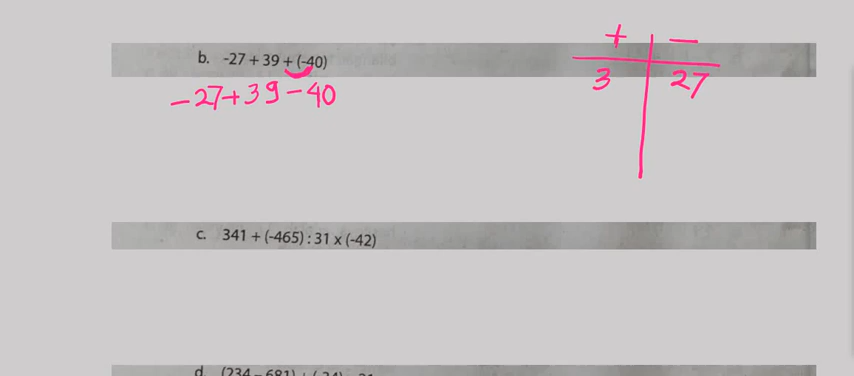 + −
b. -27 + 39 + (-40)
-27+39-40
3 27
c. 341 + (-465) : 31 x (-42)